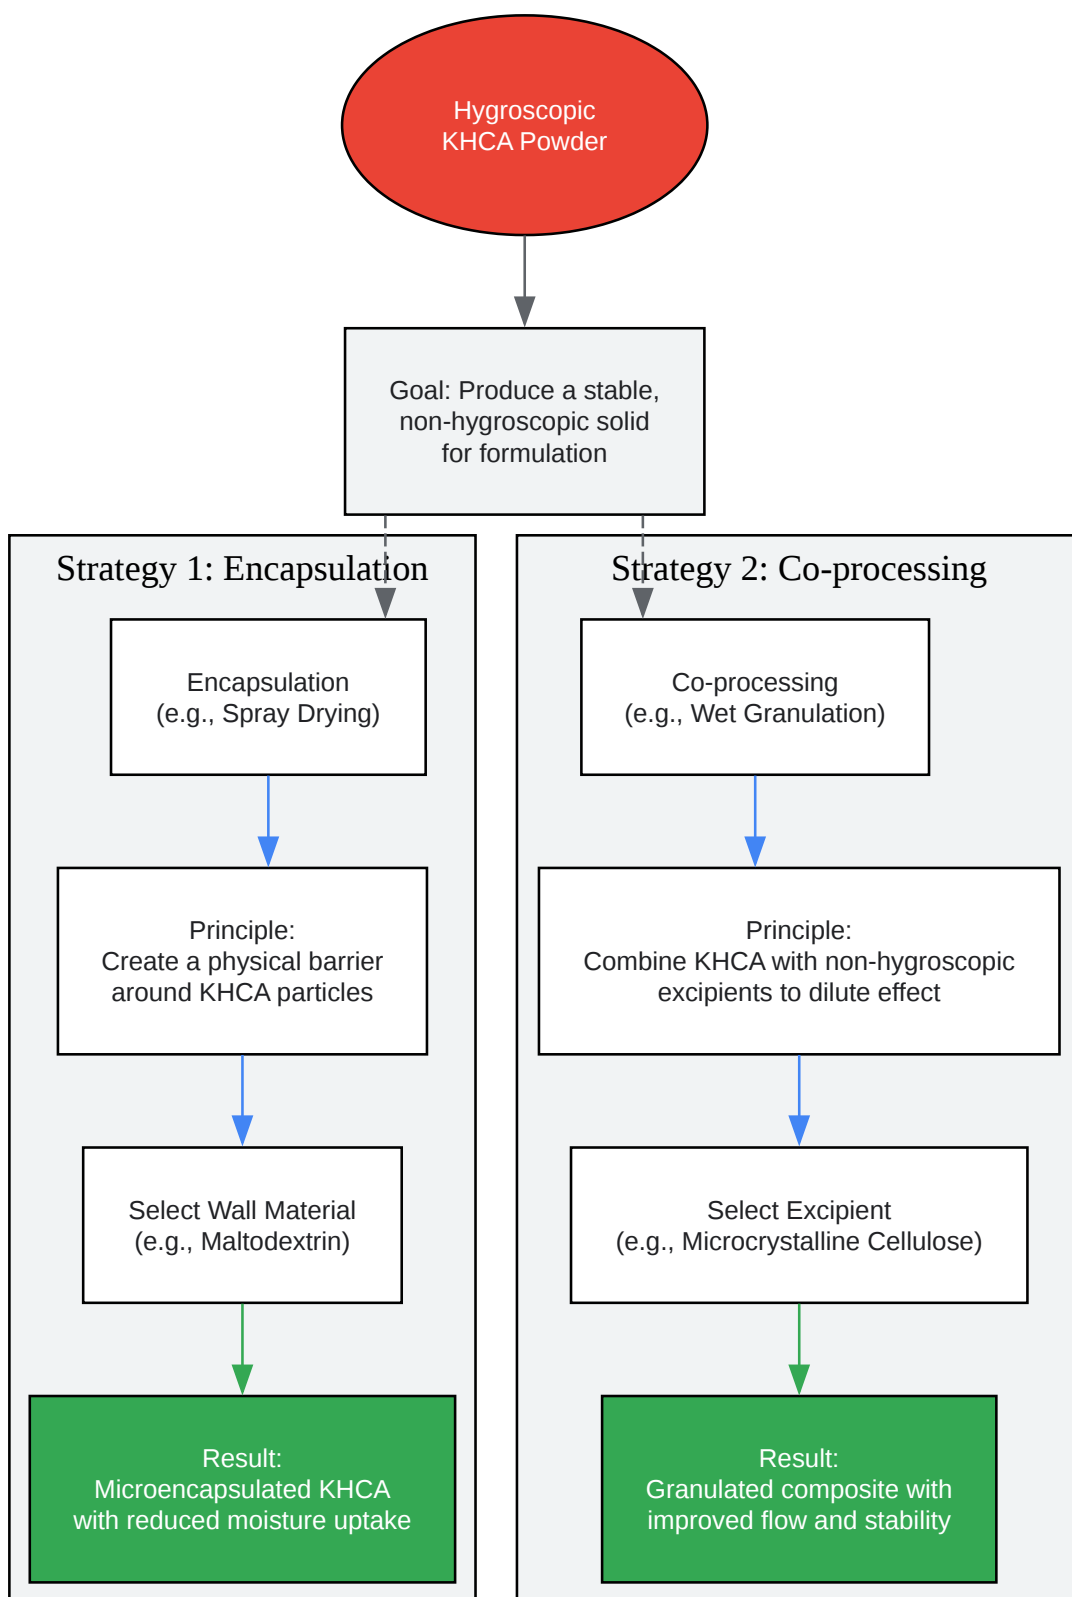 Hygroscopic
KHCA Powder
Goal: Produce a stable,
non-hygroscopic solid
for formulation
Strategy 1: Encapsulation
Encapsulation
(e.g., Spray Drying)
Principle:
Create a physical barrier
around KHCA particles
Select Wall Material
(e.g., Maltodextrin)
Result:
Microencapsulated KHCA
with reduced moisture uptake
Strategy 2: Co-processing
Co-processing
(e.g., Wet Granulation)
Principle:
Combine KHCA with non-hygroscopic
excipients to dilute effect
Select Excipient
(e.g., Microcrystalline Cellulose)
Result:
Granulated composite with
improved flow and stability